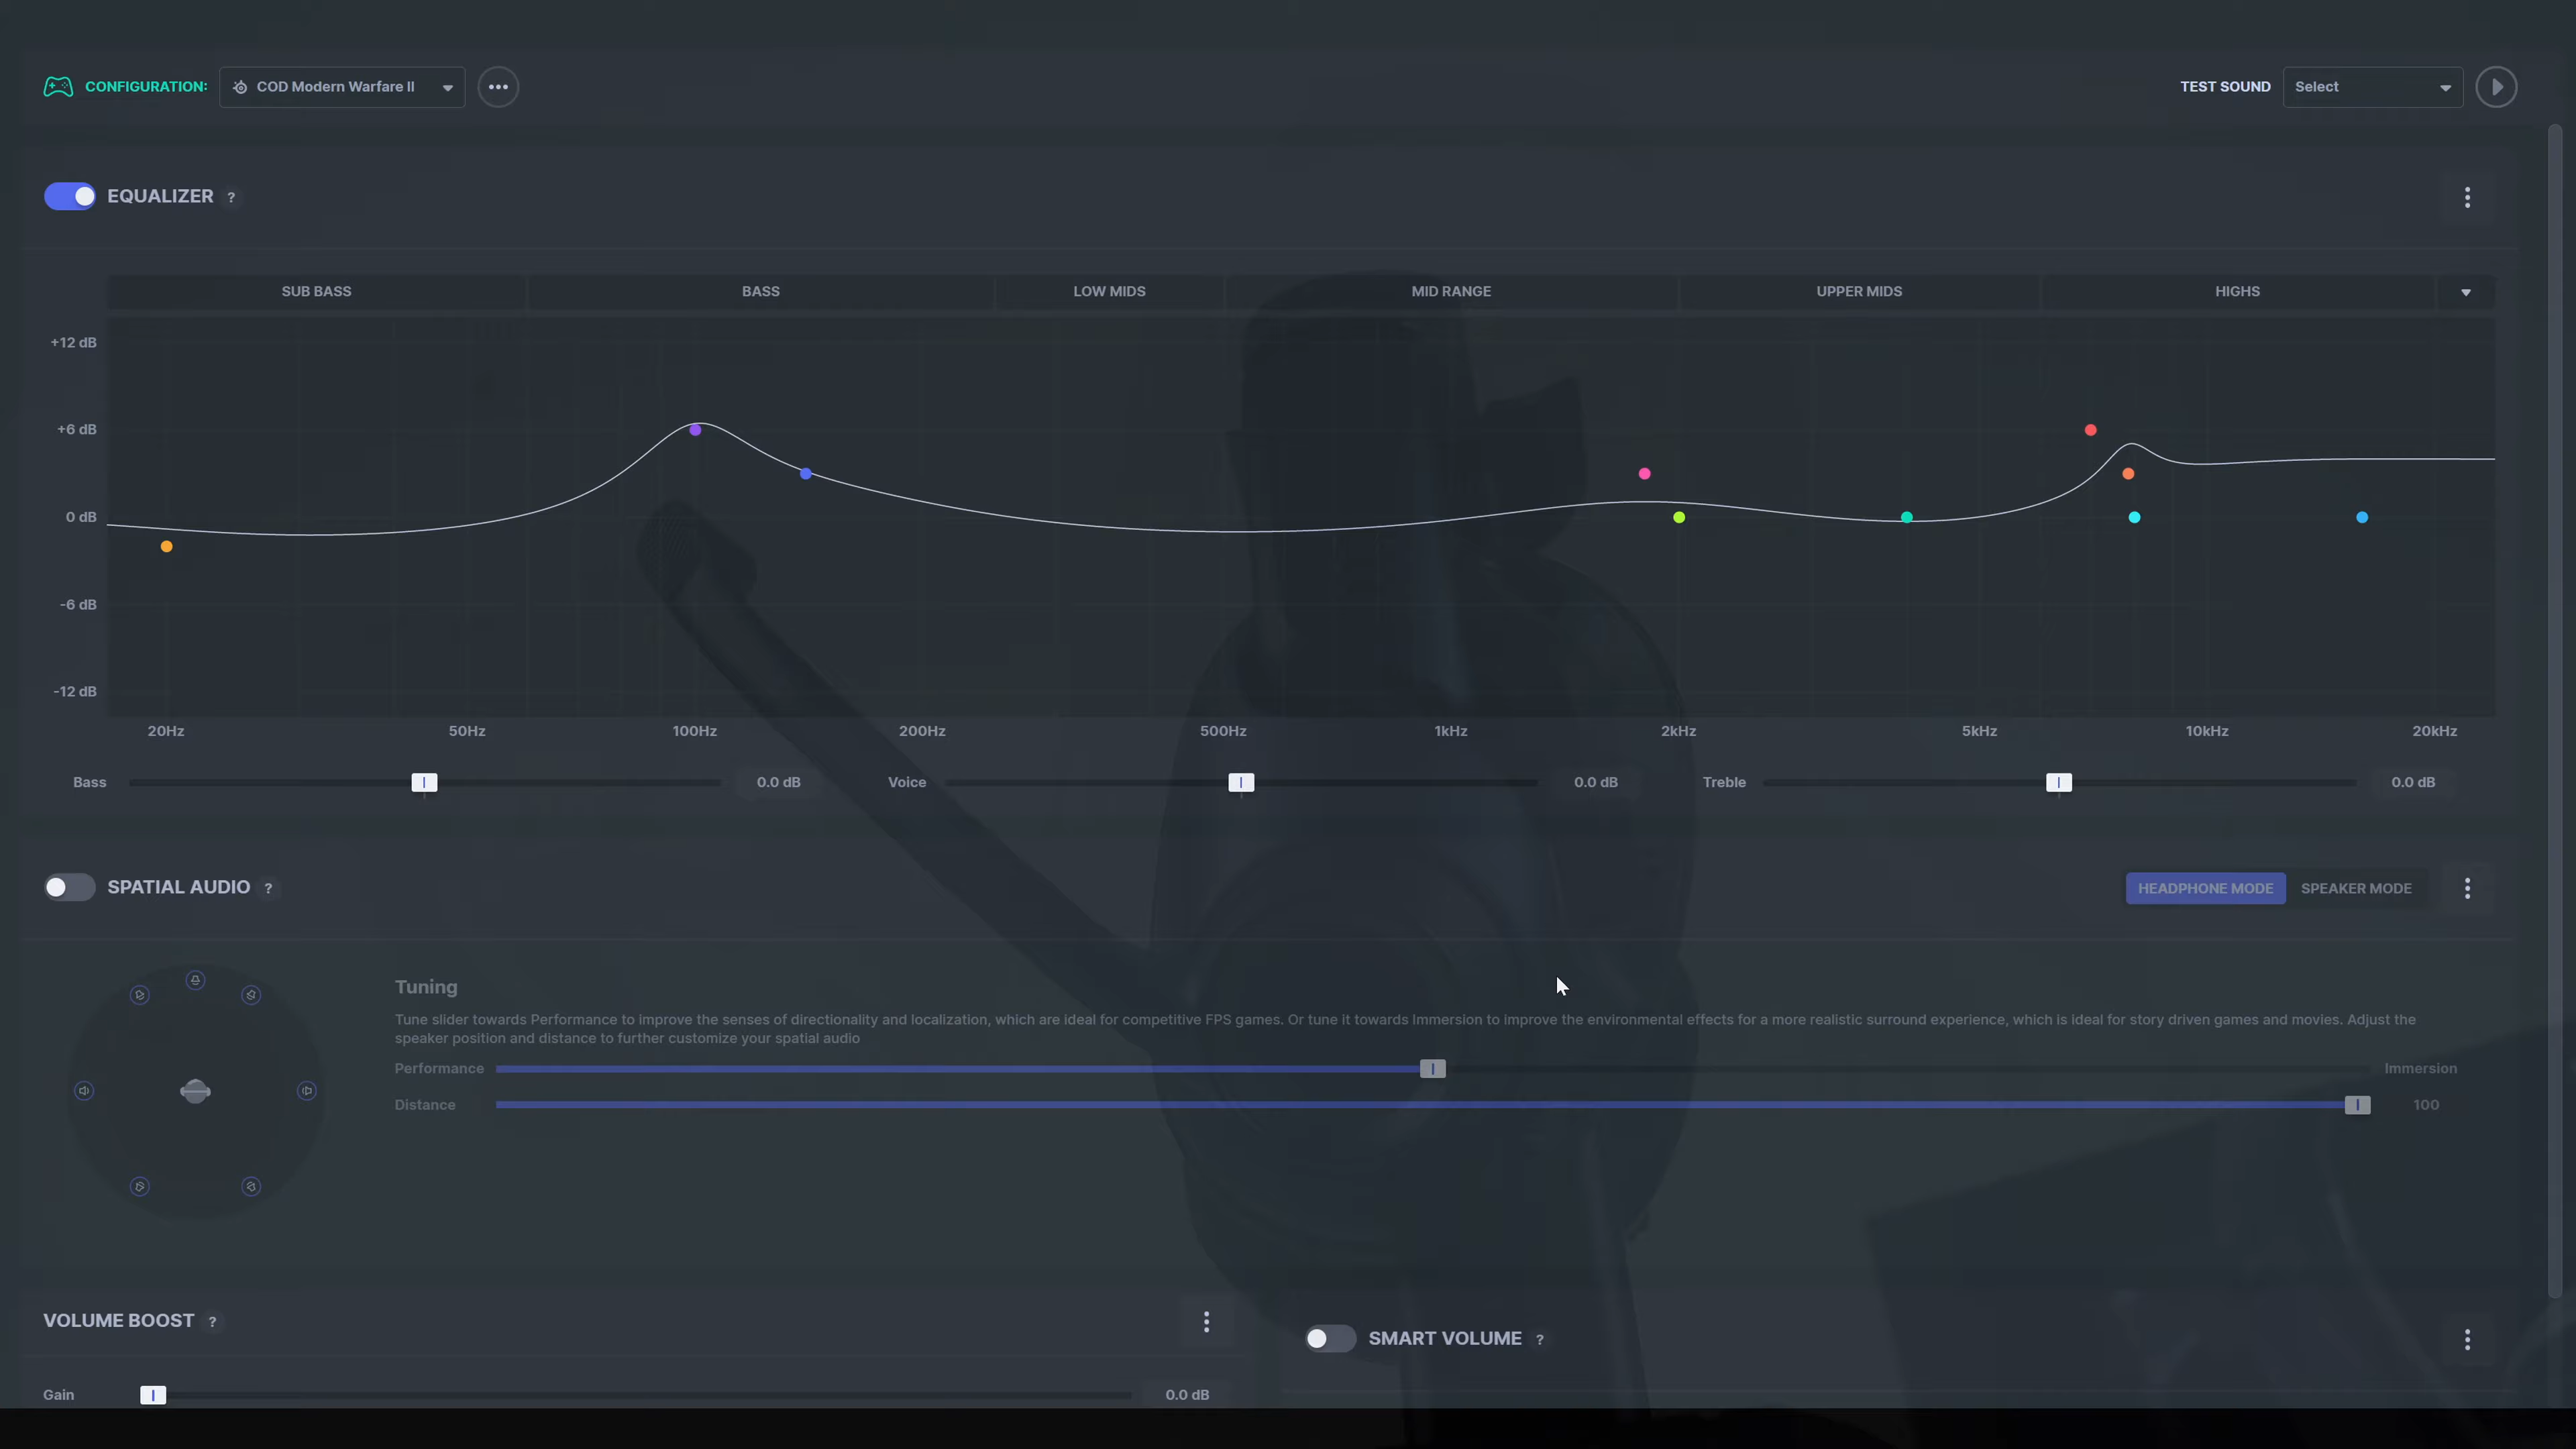 CONFIGURATION: COD Modern Warfare II
TEST SOUND Select
EQUALIZER ?
SUB BASS BASS LOW MIDS MID RANGE UPPER MIDS HIGHS
+12 dB
+6 dB
0 dB
-6 dB
-12 dB
20Hz 50Hz 100Hz 200Hz 500Hz 1kHz 2kHz 5kHz 10kHz 20kHz
Bass 0.0 dB Voice 0.0 dB Treble 0.0 dB
SPATIAL AUDIO ?
HEADPHONE MODE SPEAKER MODE
Tuning
Tune slider towards Performance to improve the senses of directionality and localization, which are ideal for competitive FPS games. Or tune it towards Immersion to improve the environmental effects for a more realistic surround experience, which is ideal for story driven games and movies. Adjust the
speaker position and distance to further customize your spatial audio
Performance Immersion
Distance 100
VOLUME BOOST ?
SMART VOLUME ?
Gain 0.0 dB